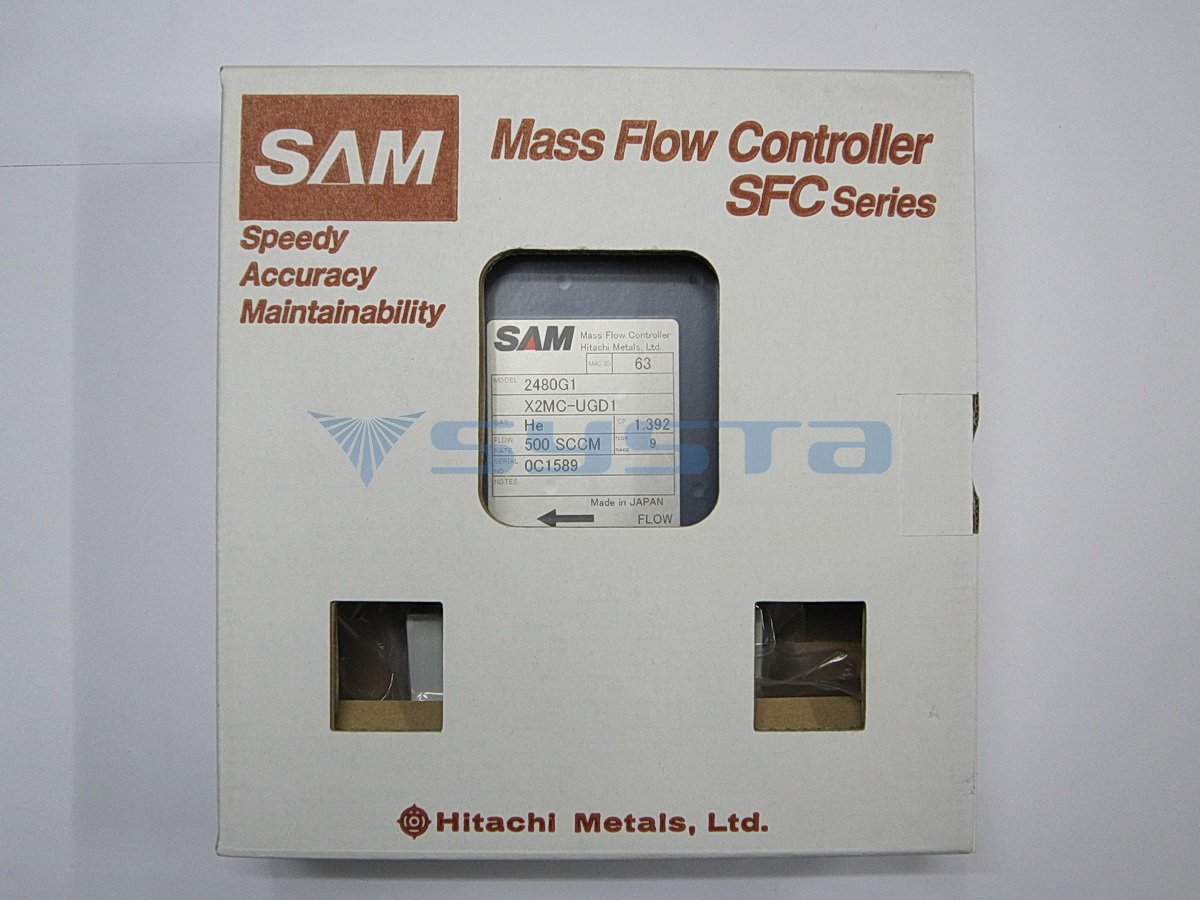 SAM
Mass Flow Controller
SFC Series
Speedy
Accuracy
Maintainability
SAM
Mass Flow Controller
Hitachi Metals, Ltd.
MAC ID 63
MODEL 2480G1
X2MC-UGD1
GAS He CF 1.392
FLOW RATE 500 SCCM 9
SERIAL NO. 0C1589
NOTES
Made in JAPAN
FLOW
SYSTA
Hitachi Metals, Ltd.